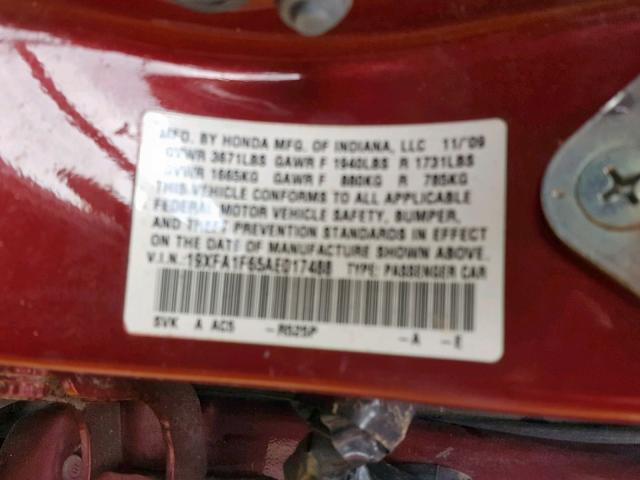 MFD. BY HONDA MFG. OF INDIANA, LLC 11/'09
GVWR 3671LBS GAWR F 1940LBS R 1731LBS
GVWR 1665KG GAWR F 880KG R 785KG
THIS VEHICLE CONFORMS TO ALL APPLICABLE
FEDERAL MOTOR VEHICLE SAFETY, BUMPER,
AND THEFT PREVENTION STANDARDS IN EFFECT
ON THE DATE OF MANUFACTURE SHOWN ABOVE.
V.I.N.: 19XFA1F65AE017488 TYPE: PASSENGER CAR
SVK A AC5 -R525P -A -E